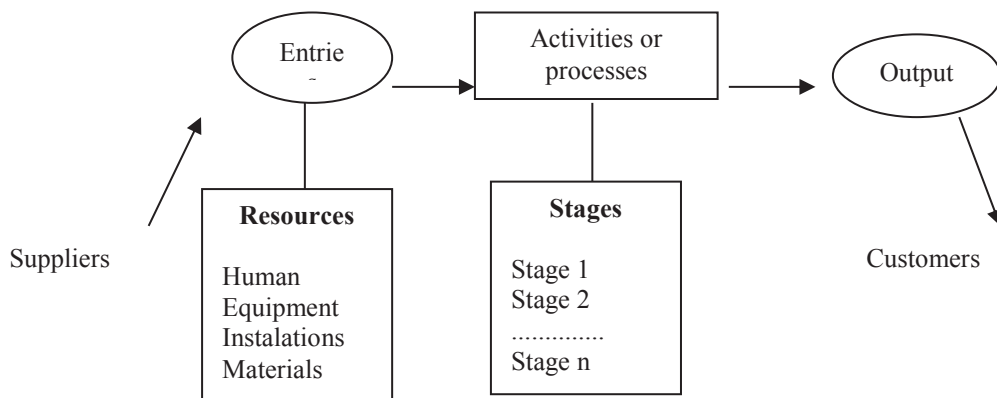 Entrie
Activities or
processes
Output
Suppliers
Resources
Human
Equipment
Instalations
Materials
Stages
Stage 1
Stage 2
..............
Stage n
Customers